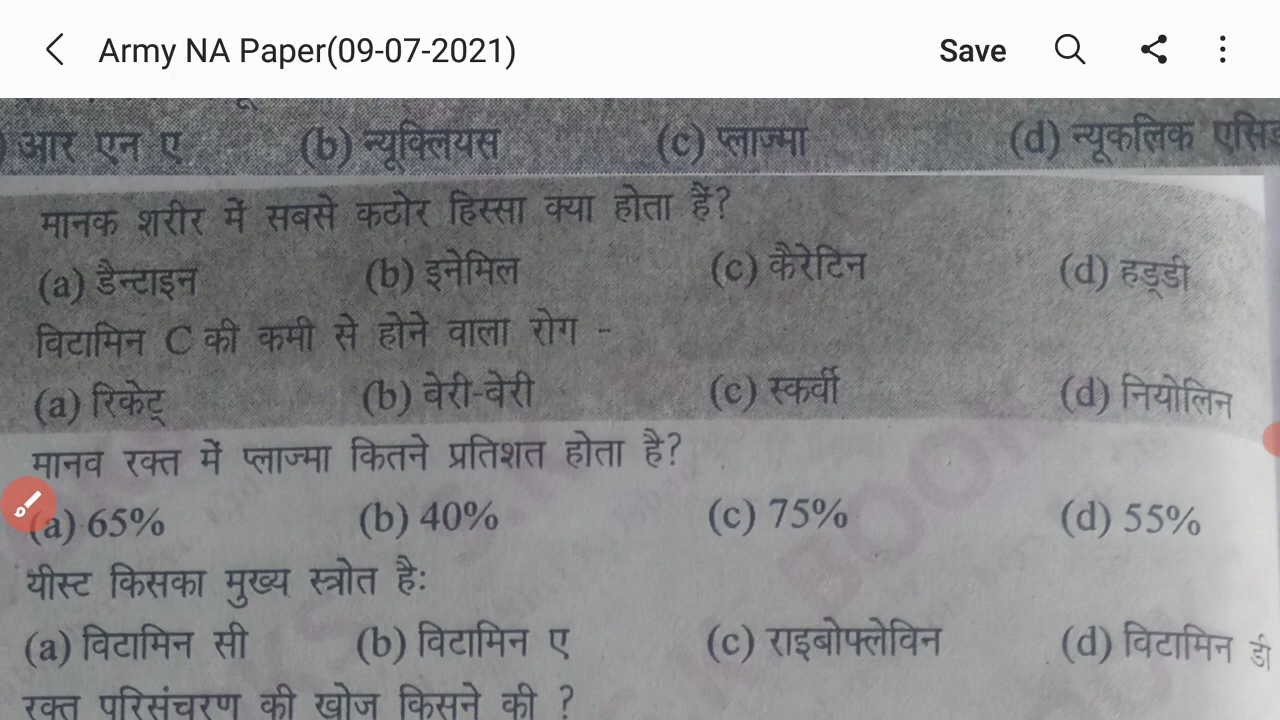 Army NA Paper(09-07-2021)
Save
) आर एन ए (b) न्यूक्लियस (c) प्लाज्मा (d) न्यूकलिक
मानक शरीर में सबसे कठोर हिस्सा क्या होता हैं?
(a) डैन्टाइन (b) इनेमिल (c) कैरेटिन (d) हड्डी
विटामिन C की कमी से होने वाला रोग -
(a) रिकेट् (b) वेरी-वेरी (c) स्कर्वी (d) नियोलिन
मानव रक्त में प्लाज्मा कितने प्रतिशत होता है?
(a) 65% (b) 40% (c) 75% (d) 55%
यीस्ट किसका मुख्य स्त्रोत है:
(a) विटामिन सी (b) विटामिन ए (c) राइबोफ्लेविन (d) विटामिन डी
रक्त परिसंचरण की खोज किसने की ?